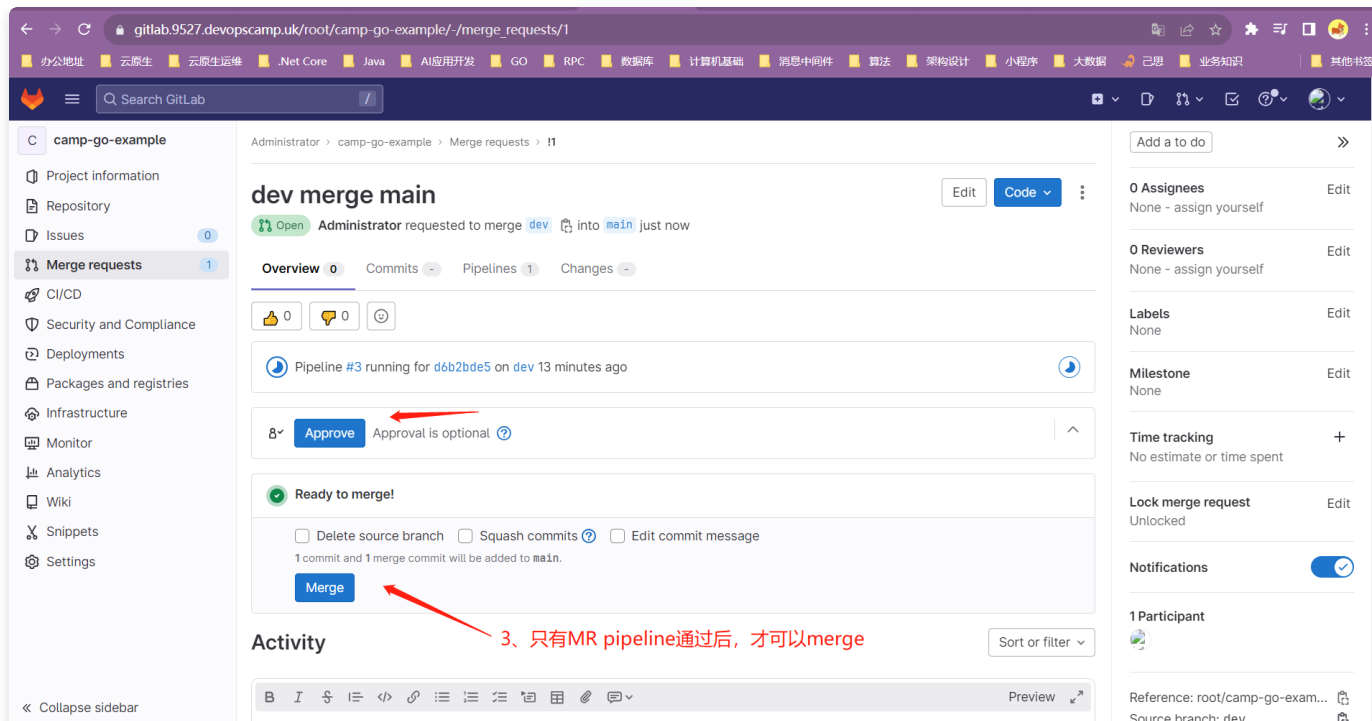 gitlab.9527.devopscamp.uk/root/camp-go-example/-/merge_requests/1
办公地址 云原生 云原生运维 .Net Core Java AI应用开发 GO RPC 数据库 计算机基础 消息中间件 算法 架构设计 小程序 大数据 己思 业务知识 其他书签
Search GitLab /
C camp-go-example
Project information
Repository
Issues 0
Merge requests 1
CI/CD
Security and Compliance
Deployments
Packages and registries
Infrastructure
Monitor
Analytics
Wiki
Snippets
Settings
Collapse sidebar
Administrator › camp-go-example › Merge requests › !1
dev merge main
Edit Code
Open Administrator requested to merge dev into main just now
Overview 0 Commits - Pipelines 1 Changes -
0 0
Pipeline #3 running for d6b2bde5 on dev 13 minutes ago
Approve Approval is optional
Ready to merge!
Delete source branch Squash commits Edit commit message
1 commit and 1 merge commit will be added to main.
Merge
3、只有MR pipeline通过后，才可以merge
Activity
Sort or filter
B I S Preview
Add a to do
0 Assignees Edit
None - assign yourself
0 Reviewers Edit
None - assign yourself
Labels Edit
None
Milestone Edit
None
Time tracking
No estimate or time spent
Lock merge request Edit
Unlocked
Notifications
1 Participant
Reference: root/camp-go-exam...
Source branch: dev